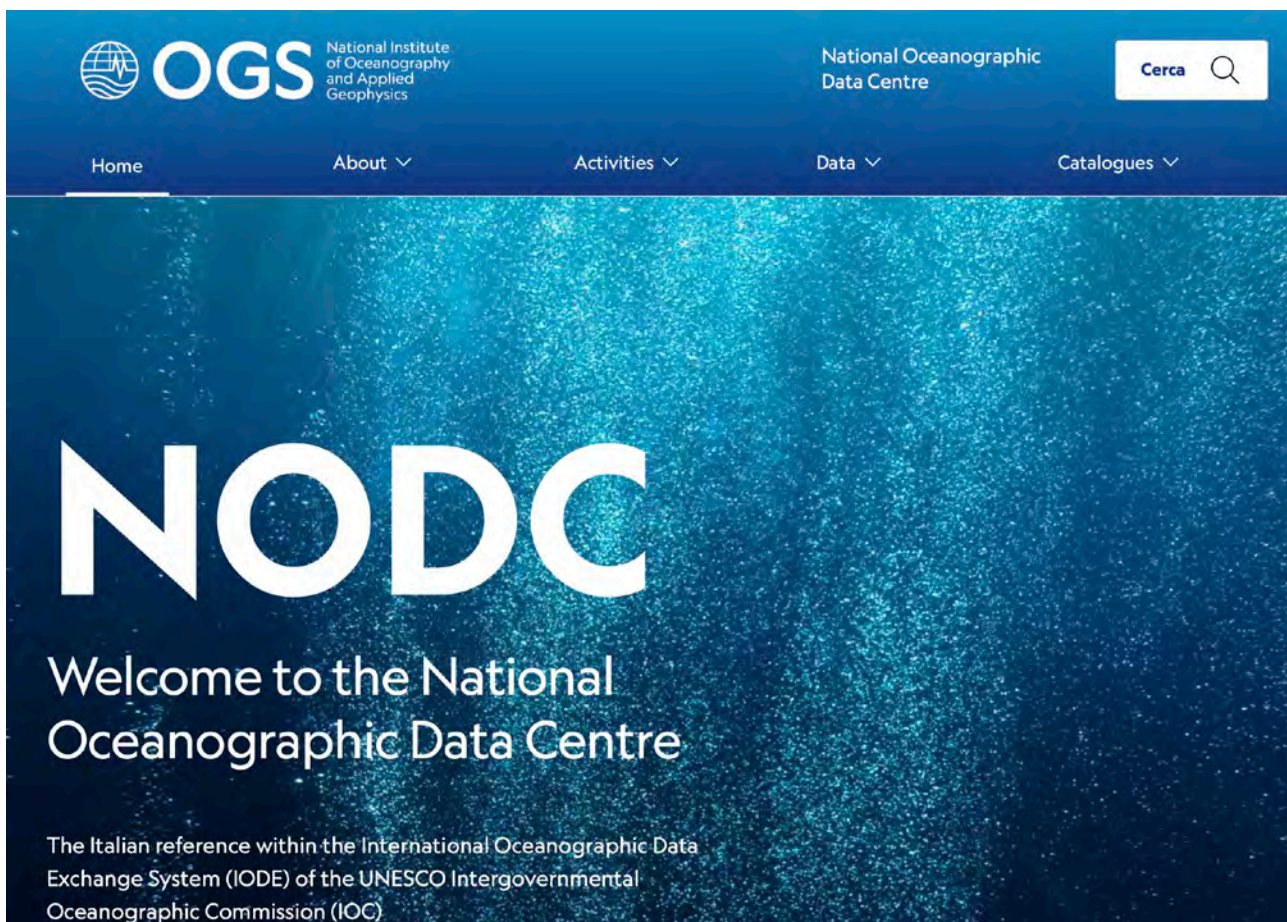 OGS
National Institute
of Oceanography
and Applied
Geophysics
National Oceanographic
Data Centre
Cerca
Home
About
Activities
Data
Catalogues
NODC
Welcome to the National
Oceanographic Data Centre
The Italian reference within the International Oceanographic Data
Exchange System (IODE) of the UNESCO Intergovernmental
Oceanographic Commission (IOC)